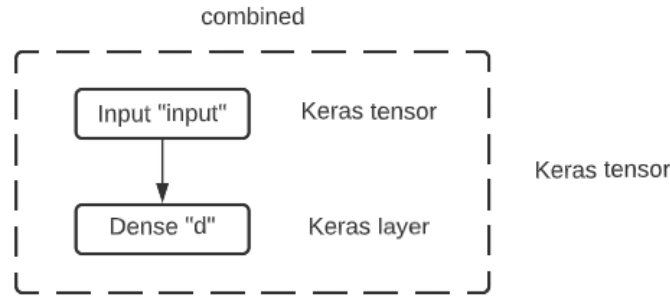 combined
Input "input"
Keras tensor
Keras tensor
Dense "d"
Keras layer